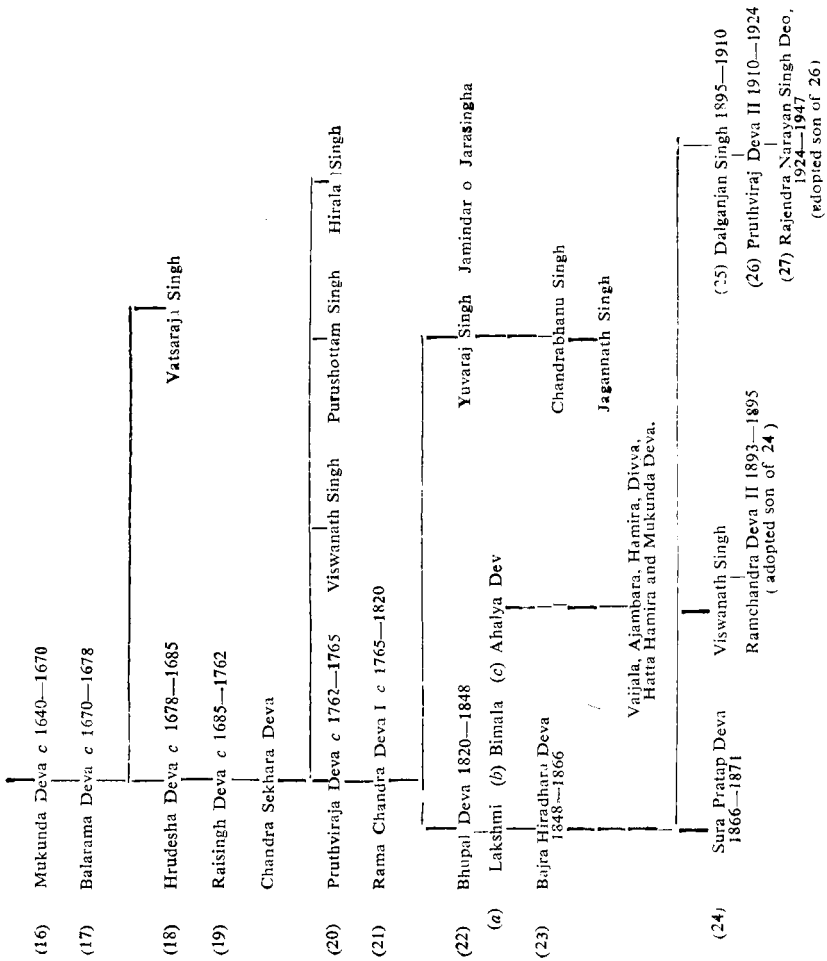 (16) Mukunda Deva c 1640—1670
(17) Balarama Deva c 1670—1678
(18) Hrudesha Deva c 1678—1685 Vatsaraja Singh
(19) Raisingh Deva c 1685—1762
Chandra Sekhara Deva
(20) Pruthviraja Deva c 1762—1765 Viswanath Singh Purushottam Singh Hirala Singh
(21) Rama Chandra Deva I c 1765—1820
(22) Bhupal Deva 1820—1848 Yuvaraj Singh Jamindar o Jarasingha
(a) Lakshmi (b) Bimala (c) Ahalya Dev
(23) Bajra Hiradhara Deva Chandrabhanu Singh
1848—1866
Jagannath Singh
Vaijala, Ajambara, Hamira, Divya,
Hatta Hamira and Mukunda Deva.
(24) Sura Pratap Deva Viswanath Singh (25) Dalganjan Singh 1895—1910
1866—1871
Ramchandra Deva II 1893—1895 (26) Pruthviraj Deva II 1910—1924
( adopted son of 24 )
(27) Rajendra Narayan Singh Deo,
1924—1947
(adopted son of 26)